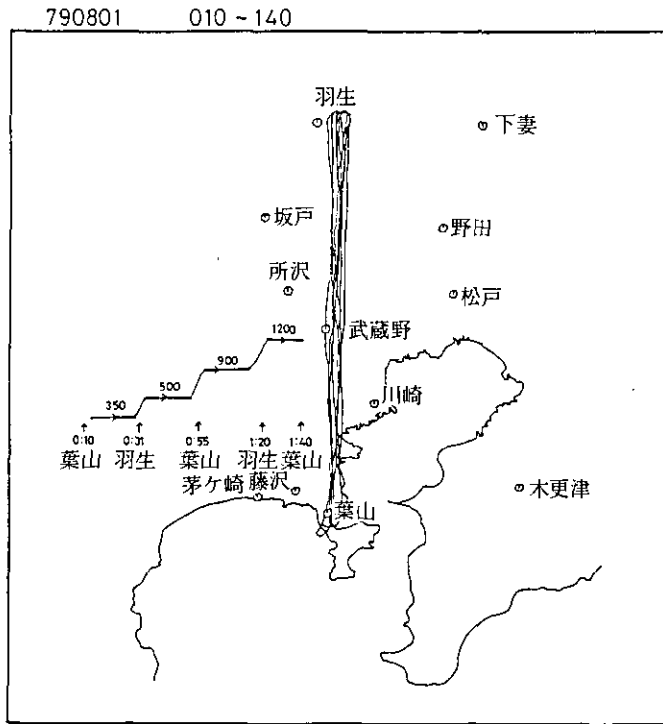 790801 010~140
羽生
下妻
坂戸
野田
所沢
松戸
1200
武蔵野
900
500
川崎
350
0:10 0:31 0:55 1:20 1:40
葉山 羽生 葉山 羽生 葉山
茅ケ崎 藤沢
木更津
葉山